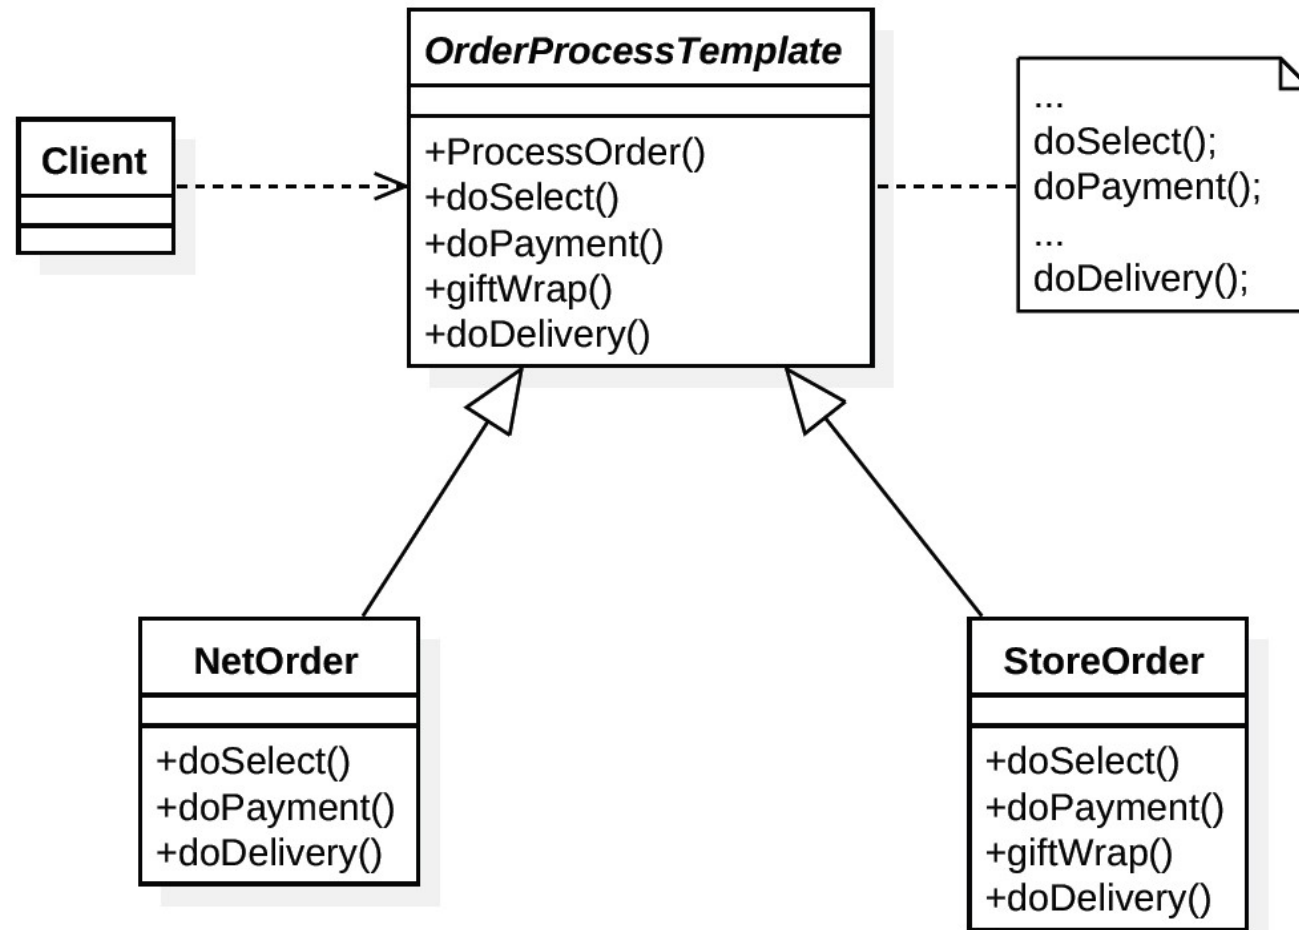 OrderProcessTemplate
+ProcessOrder()
+doSelect()
+doPayment()
+giftWrap()
+doDelivery()
Client
...
doSelect();
doPayment();
...
doDelivery();
NetOrder
+doSelect()
+doPayment()
+doDelivery()
StoreOrder
+doSelect()
+doPayment()
+giftWrap()
+doDelivery()